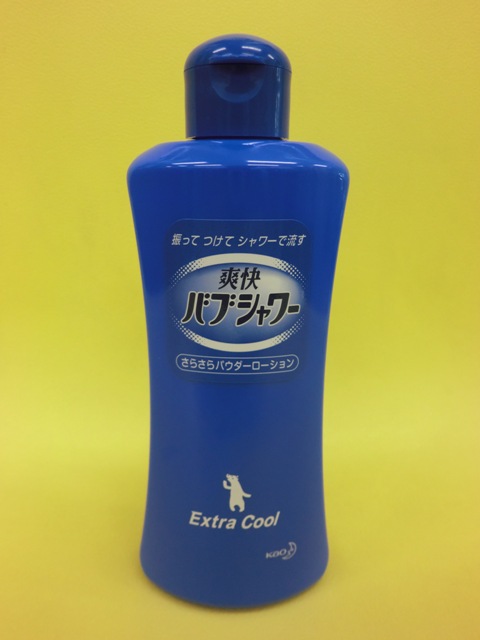 振って つけて シャワーで流す
爽快
バブシャワー
さらさらパウダーローション
Extra Cool
Kao